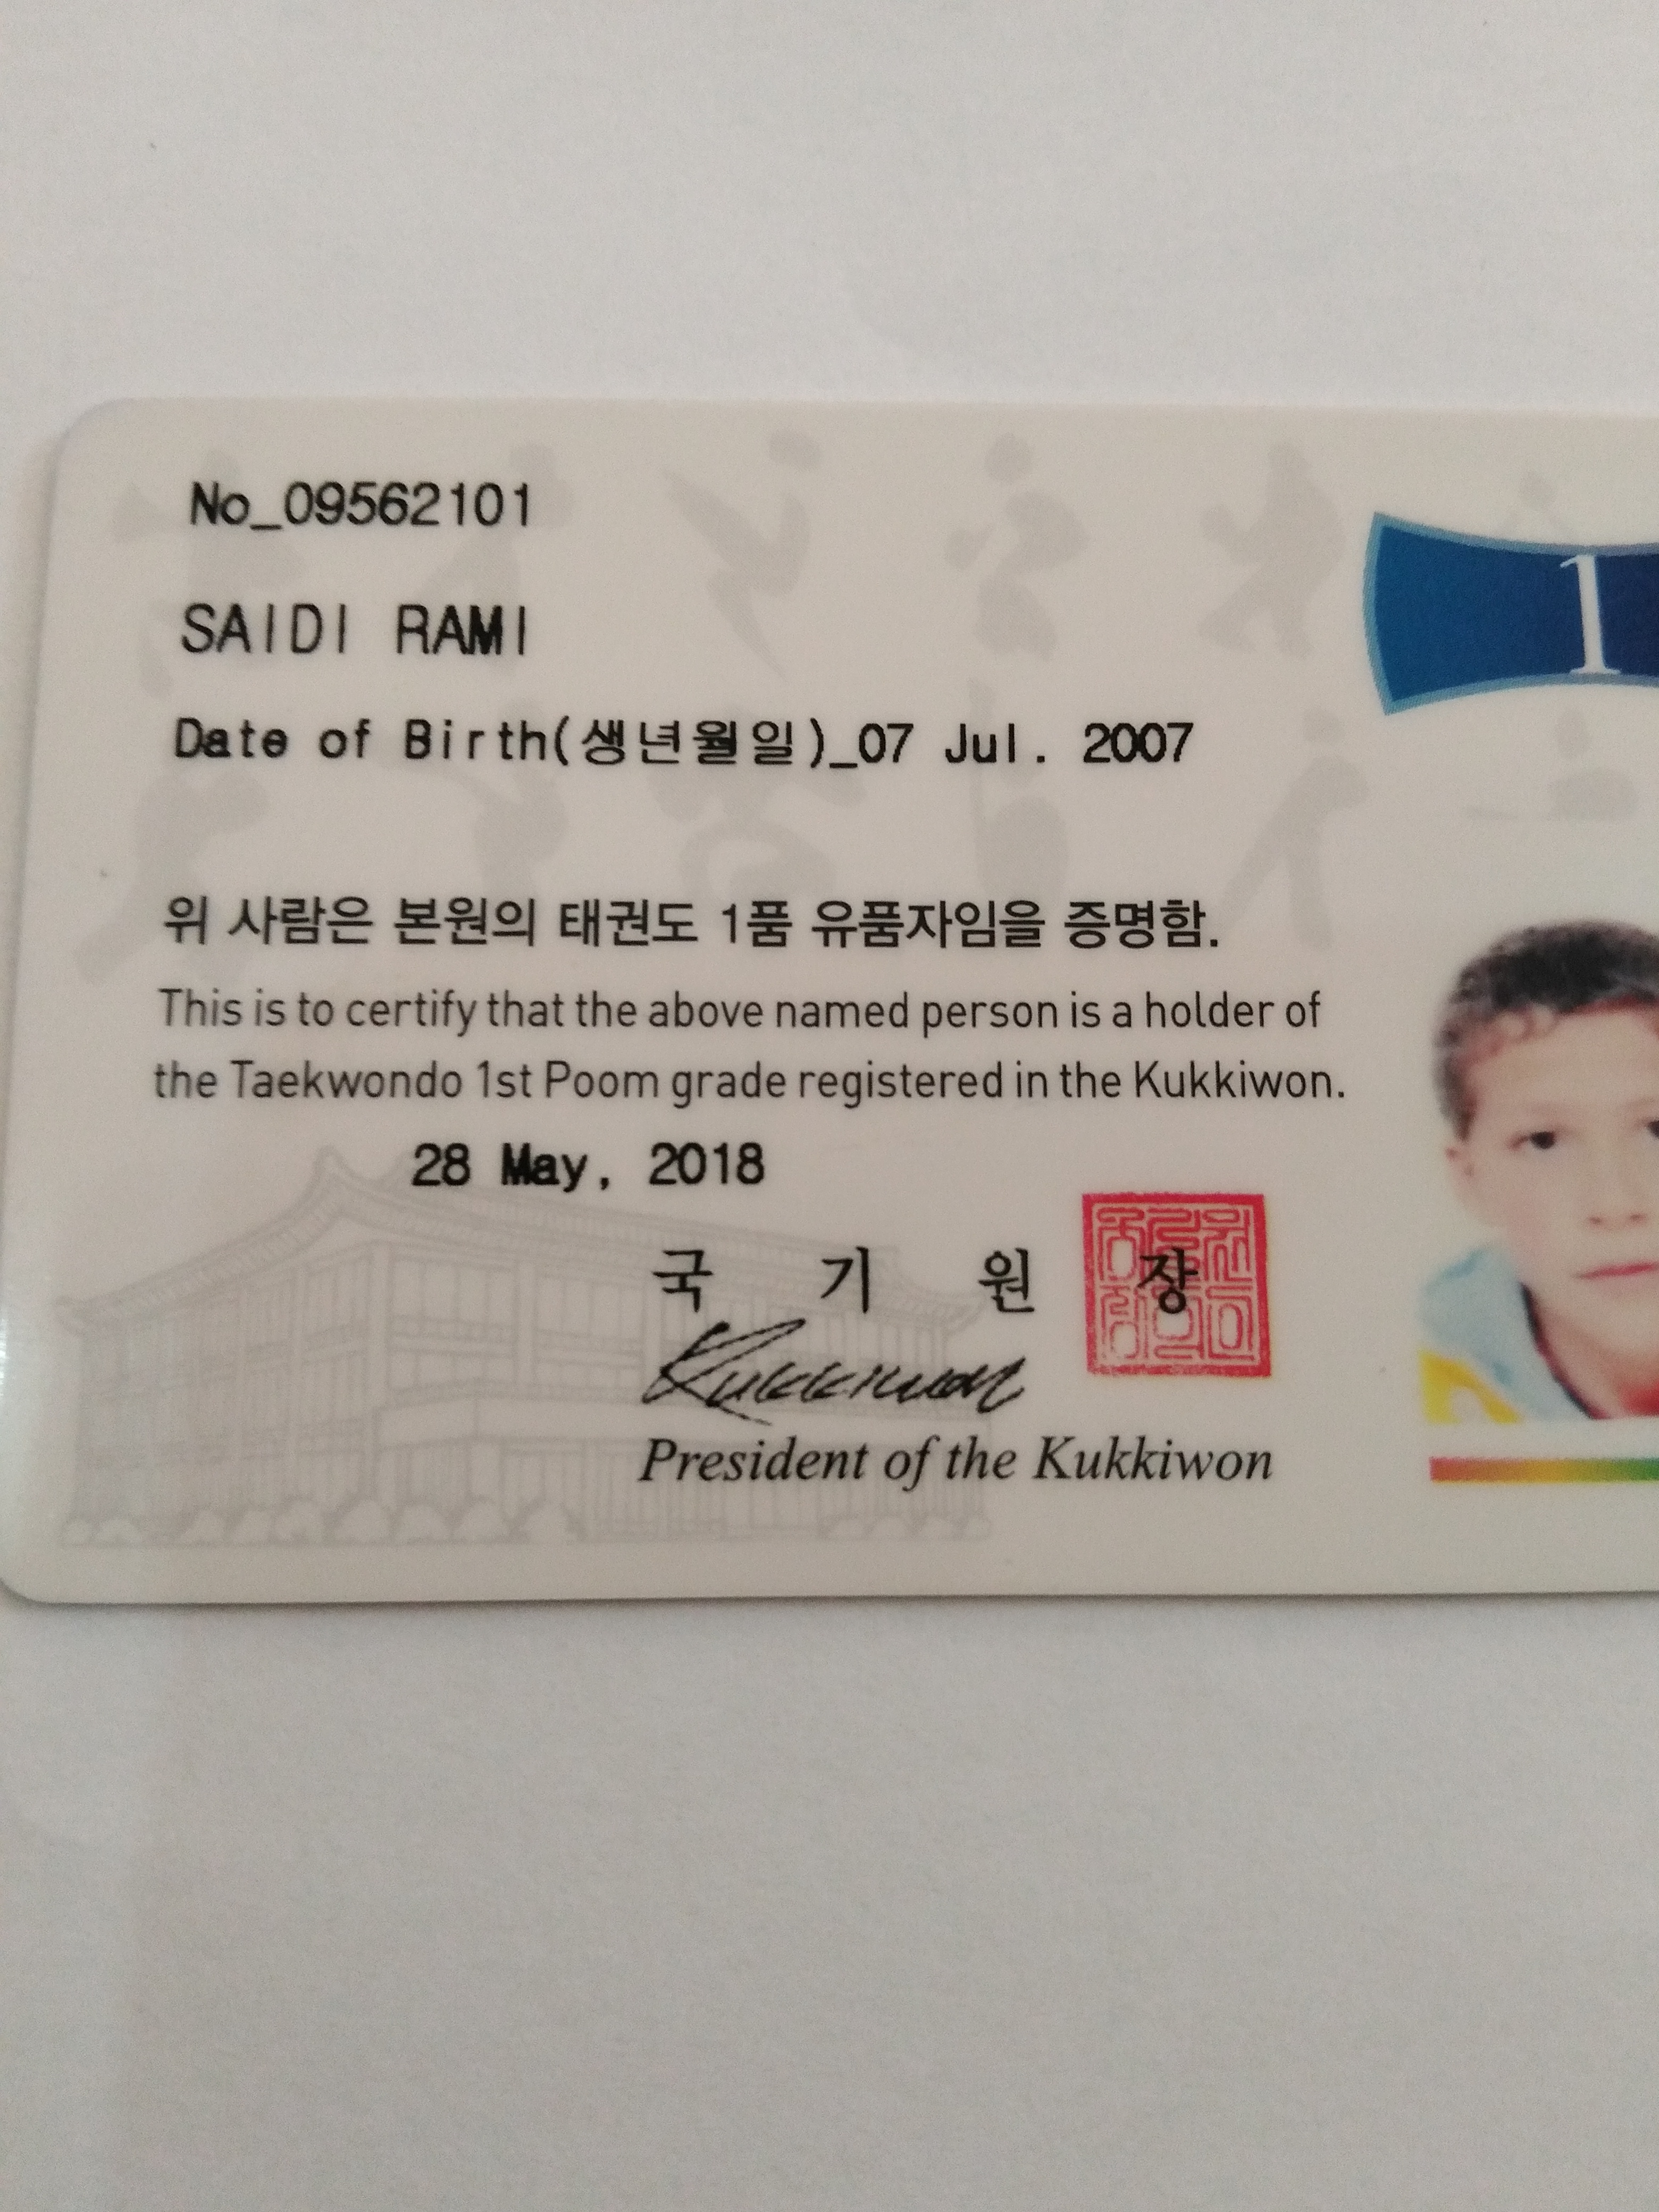 No_09562101
1
SAIDI RAMI
Date of Birth(생년월일)_07 Jul. 2007
위 사람은 본원의 태권도 1품 유품자임을 증명함.
This is to certify that the above named person is a holder of
the Taekwondo 1st Poom grade registered in the Kukkiwon.
28 May, 2018
국 기 원 장
Kukkiwon
President of the Kukkiwon